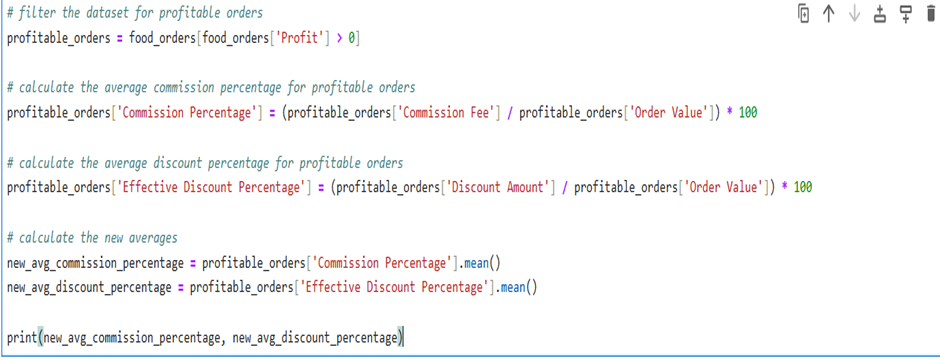 # filter the dataset for profitable orders
profitable_orders = food_orders[food_orders['Profit'] > 0]
# calculate the average commission percentage for profitable orders
profitable_orders['Commission Percentage'] = (profitable_orders['Commission Fee'] / profitable_orders['Order Value']) * 100
# calculate the average discount percentage for profitable orders
profitable_orders['Effective Discount Percentage'] = (profitable_orders['Discount Amount'] / profitable_orders['Order Value']) * 100
# calculate the new averages
new_avg_commission_percentage = profitable_orders['Commission Percentage'].mean()
new_avg_discount_percentage = profitable_orders['Effective Discount Percentage'].mean()
print(new_avg_commission_percentage, new_avg_discount_percentage)